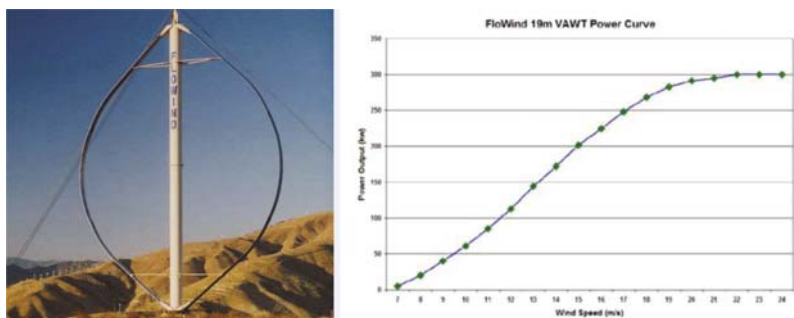 FLOWIND
FloWind 19m VAWT Power Curve
350
300
250
200
150
100
50
0
Power Output (kw)
7 8 9 10 11 12 13 14 15 16 17 18 19 20 21 22 23 24
Wind Speed (m/s)